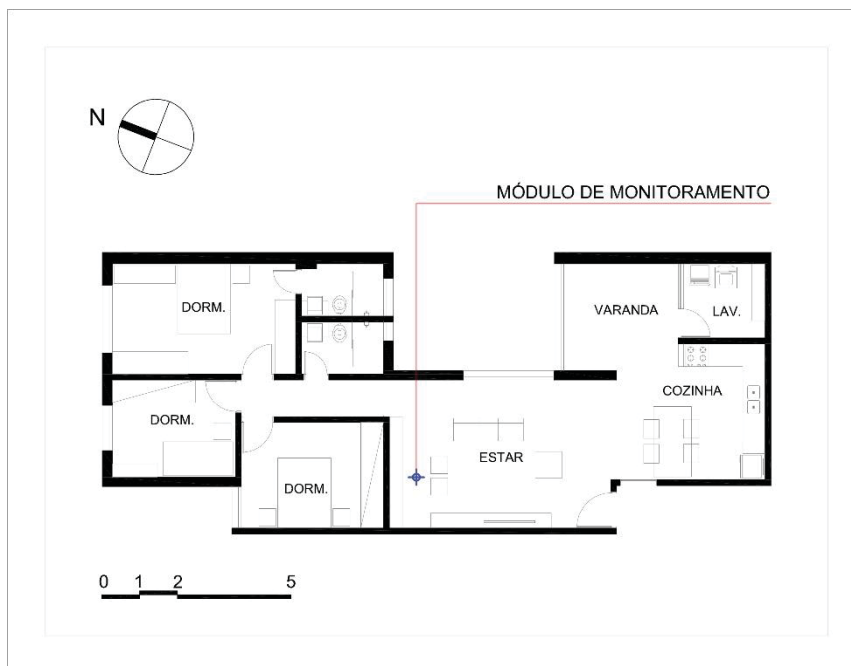 N
MÓDULO DE MONITORAMENTO
DORM.
VARANDA
LAV.
COZINHA
DORM.
ESTAR
DORM.
0 1 2 5